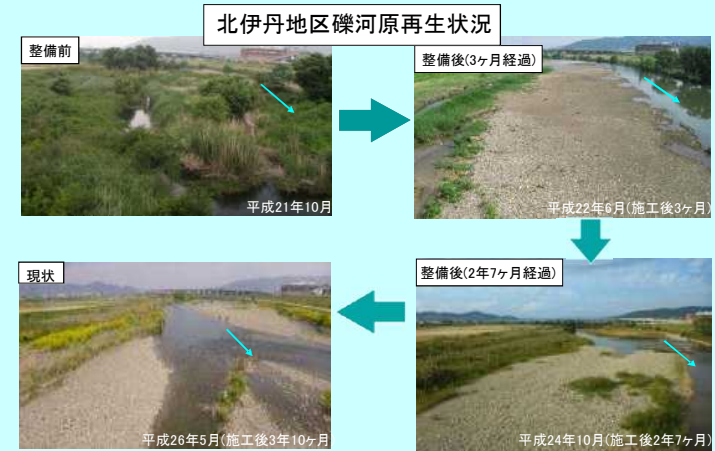 北伊丹地区礫河原再生状況
整備前
平成21年10月
整備後(3ヶ月経過)
平成22年6月(施工後3ヶ月)
整備後(2年7ヶ月経過)
平成24年10月(施工後2年7ヶ月)
現状
平成26年5月(施工後3年10ヶ月)